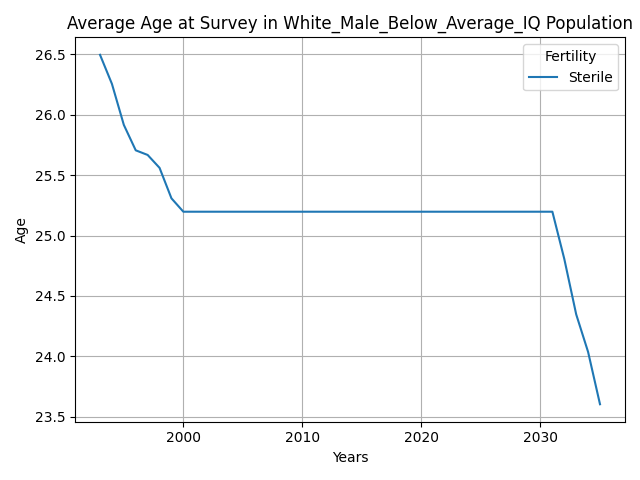 Average Age at Survey in White_Male_Below_Average_IQ Population
Fertility
Sterile
26.5
26.0
25.5
25.0
24.5
24.0
23.5
Age
2000
2010
2020
2030
Years